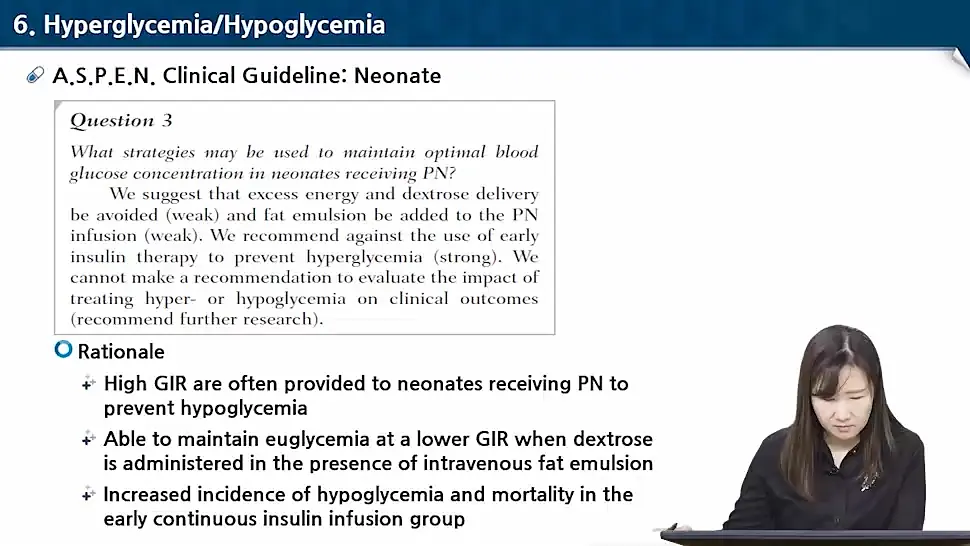 6. Hyperglycemia/Hypoglycemia
A.S.P.E.N. Clinical Guideline: Neonate
Question 3
What strategies may be used to maintain optimal blood
glucose concentration in neonates receiving PN?
We suggest that excess energy and dextrose delivery
be avoided (weak) and fat emulsion be added to the PN
infusion (weak). We recommend against the use of early
insulin therapy to prevent hyperglycemia (strong). We
cannot make a recommendation to evaluate the impact of
treating hyper- or hypoglycemia on clinical outcomes
(recommend further research).
Rationale
High GIR are often provided to neonates receiving PN to
prevent hypoglycemia
Able to maintain euglycemia at a lower GIR when dextrose
is administered in the presence of intravenous fat emulsion
Increased incidence of hypoglycemia and mortality in the
early continuous insulin infusion group